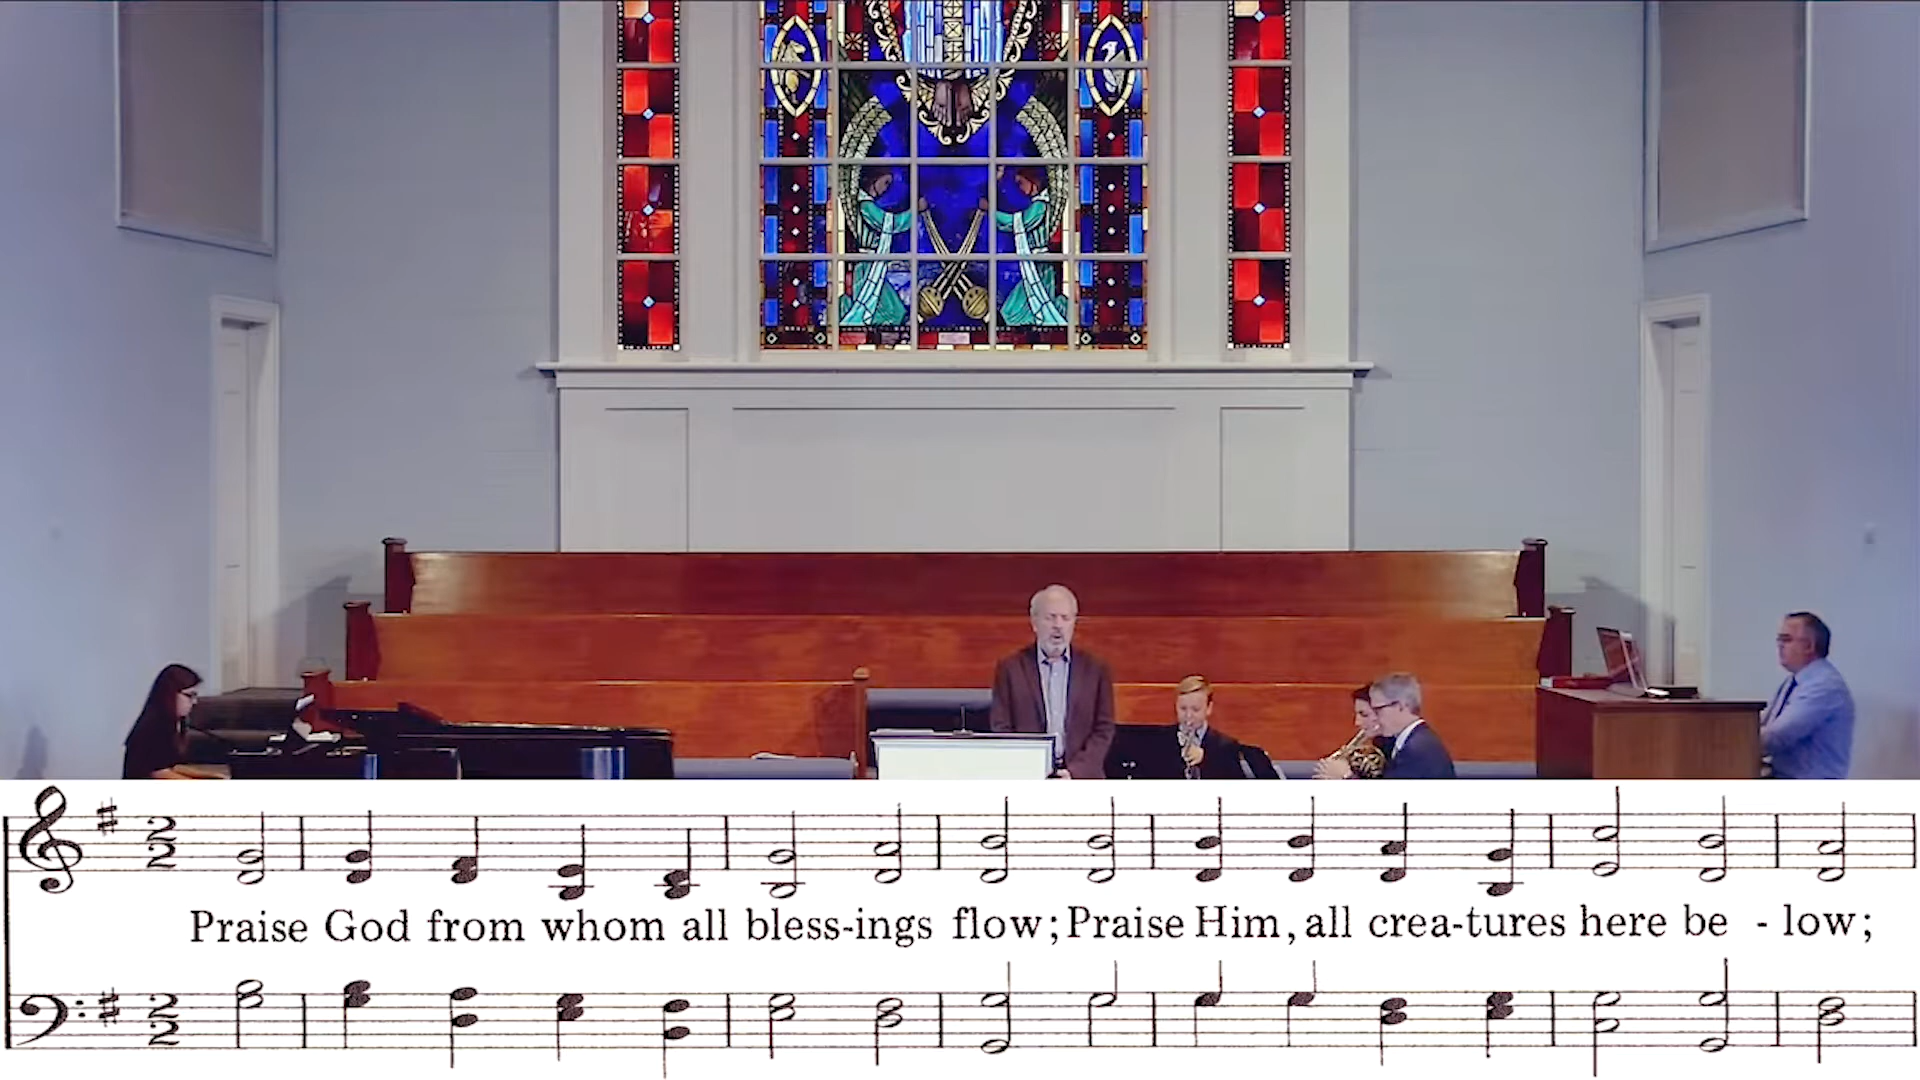 Praise God from whom all bless-ings flow; Praise Him, all crea-tures here be - low;